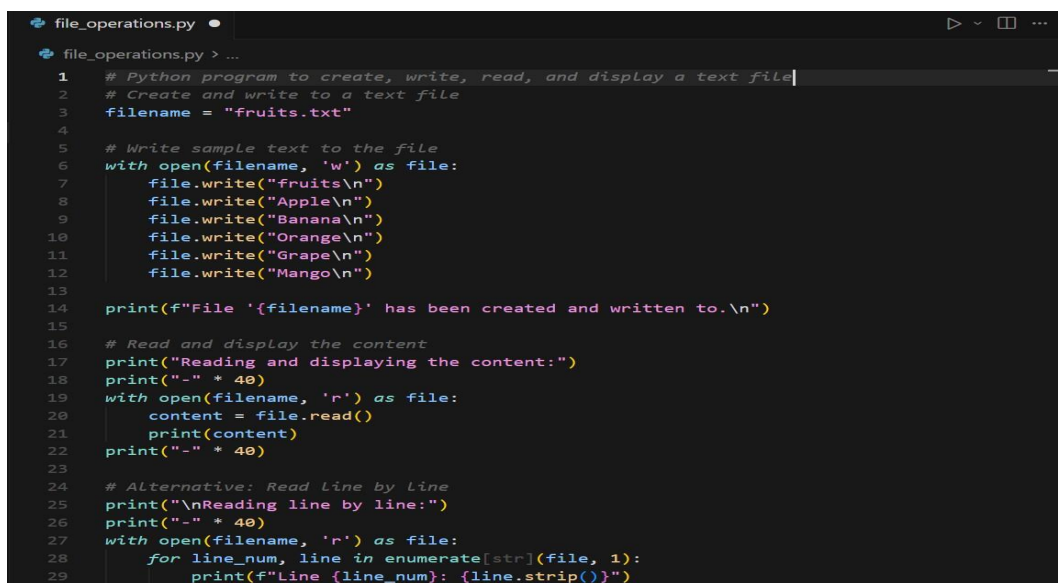 file_operations.py
file_operations.py > ...
1 # Python program to create, write, read, and display a text file
2 # Create and write to a text file
3 filename = "fruits.txt"
4
5 # Write sample text to the file
6 with open(filename, 'w') as file:
7     file.write("fruits\n")
8     file.write("Apple\n")
9     file.write("Banana\n")
10     file.write("Orange\n")
11     file.write("Grape\n")
12     file.write("Mango\n")
13
14 print(f"File '{filename}' has been created and written to.\n")
15
16 # Read and display the content
17 print("Reading and displaying the content:")
18 print("-" * 40)
19 with open(filename, 'r') as file:
20     content = file.read()
21     print(content)
22 print("-" * 40)
23
24 # Alternative: Read line by line
25 print("\nReading line by line:")
26 print("-" * 40)
27 with open(filename, 'r') as file:
28     for line_num, line in enumerate[str](file, 1):
29         print(f"Line {line_num}: {line.strip()}")